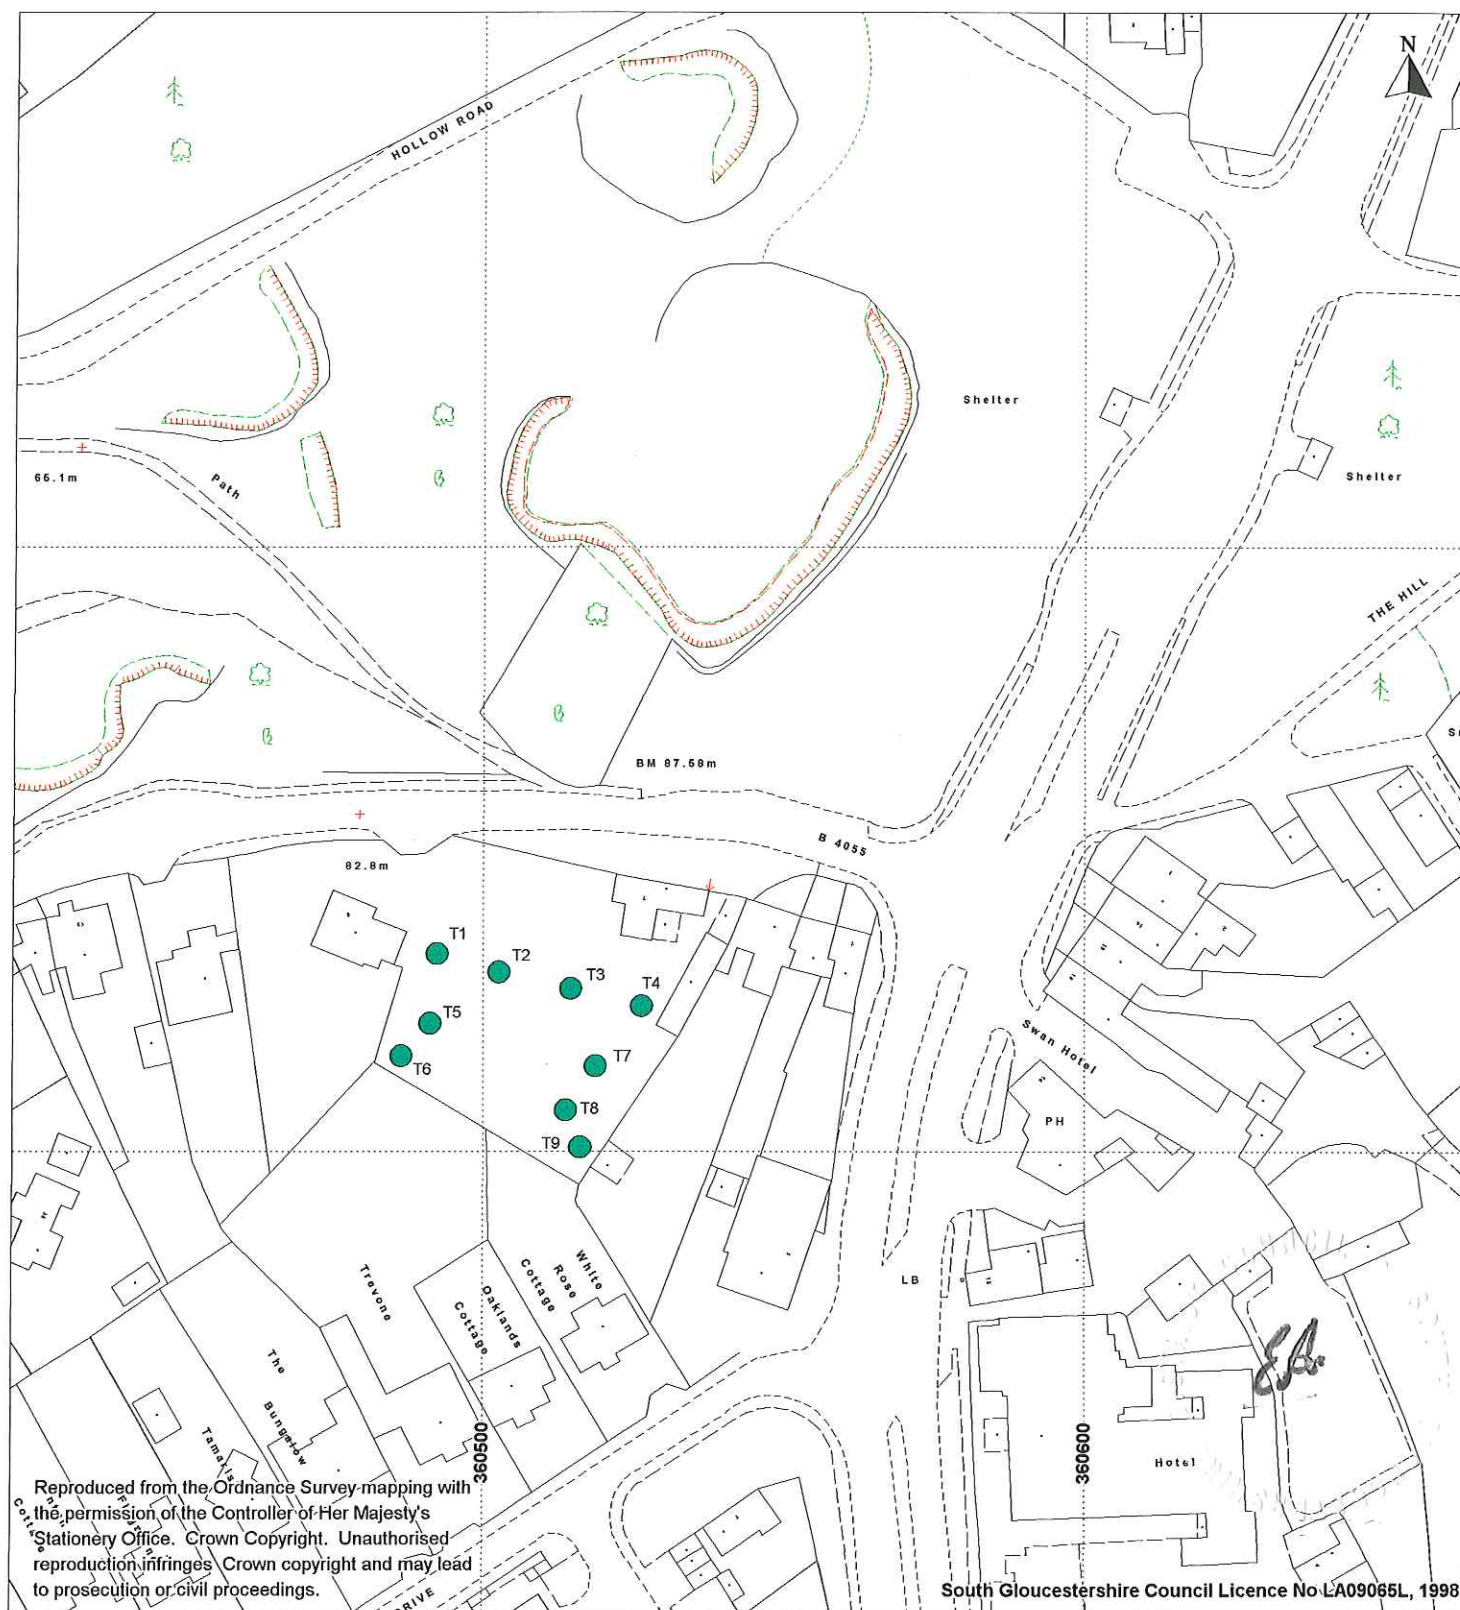 N
HOLLOW ROAD
Shelter
66.1m
Path
Shelter
THE HILL
BM 87.58m
B 4055
82.8m
T1
T2
T3
T4
T5
T6
T7
T8
T9
Swan Hotel
PH
LB
Trevone
Oaklands
Cottage
White
Rose
Cottage
The
Bungalow
360500
360600
Hotel
E.A.
Reproduced from the Ordnance Survey mapping with
the permission of the Controller of Her Majesty's
Stationery Office. Crown Copyright. Unauthorised
reproduction infringes Crown copyright and may lead
to prosecution or civil proceedings.
DRIVE
South Gloucestershire Council Licence No LA09065L, 1998